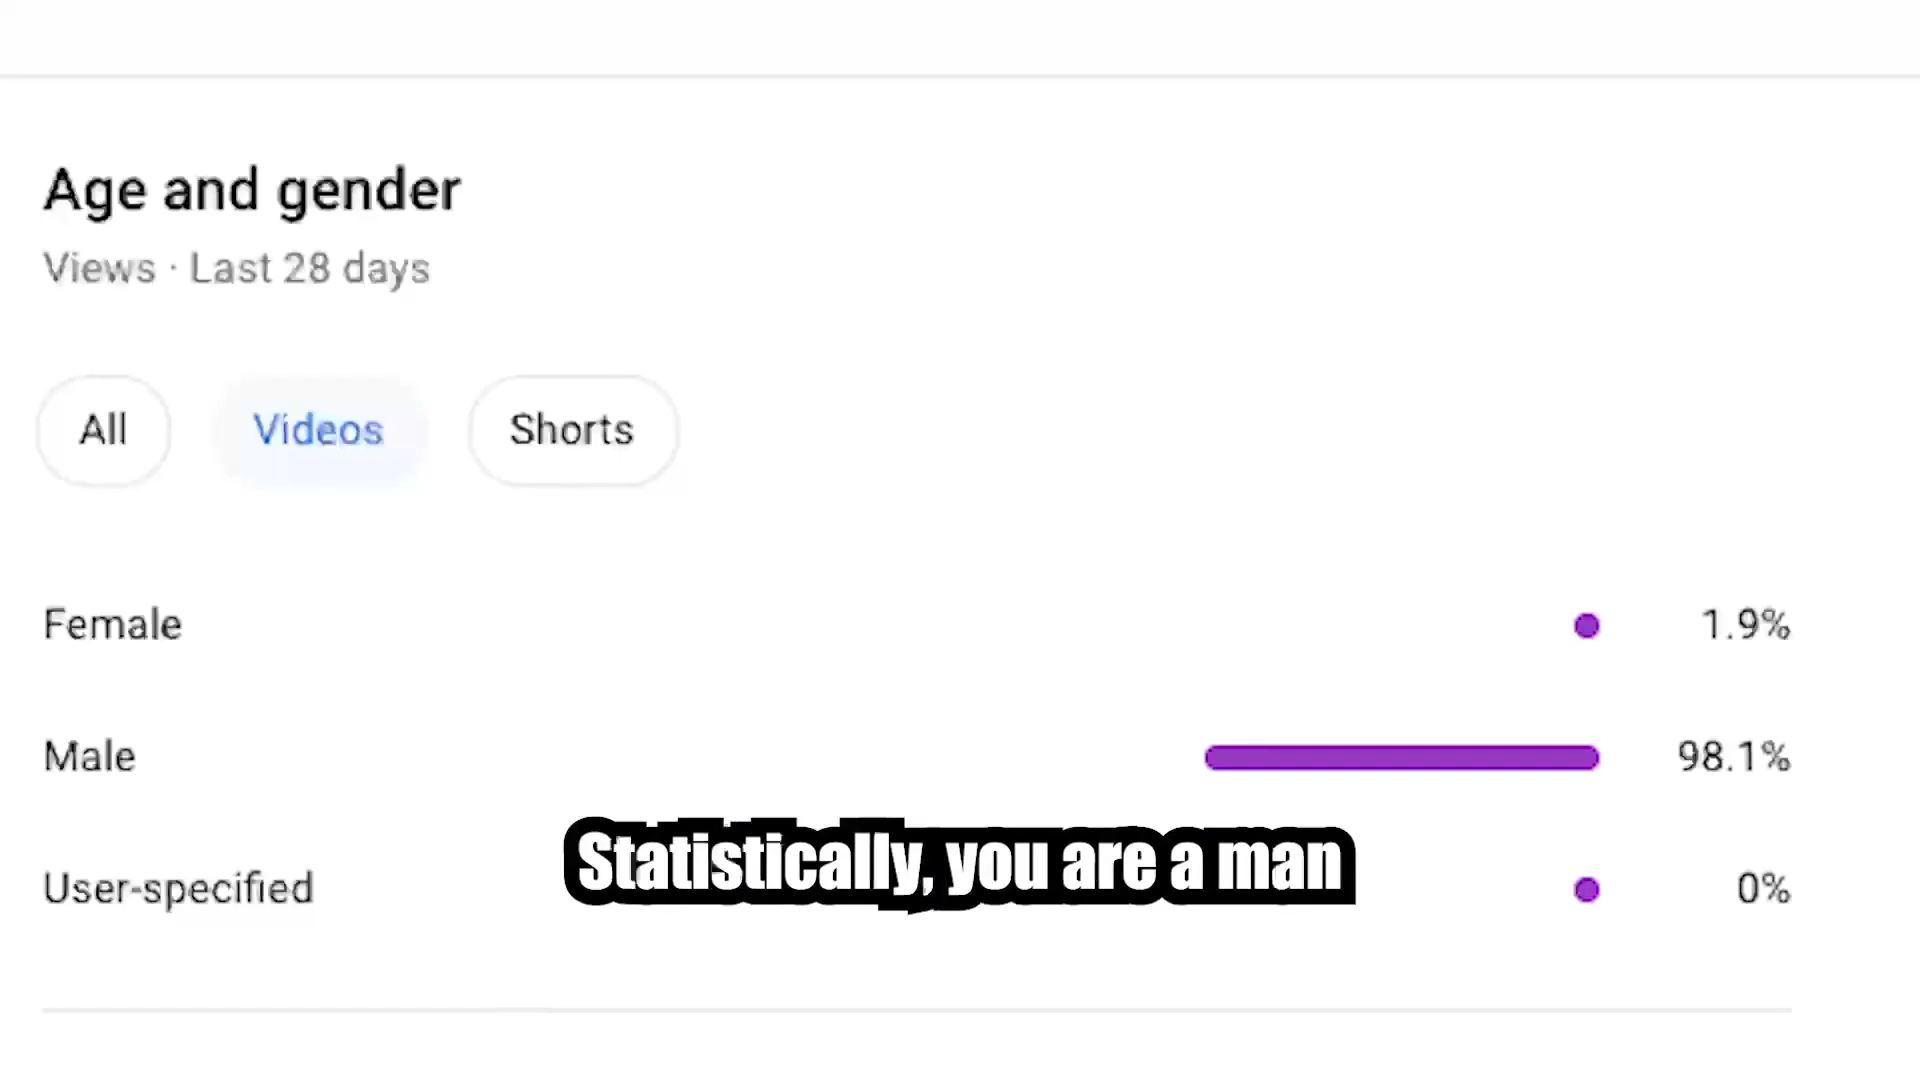 Age and gender
Views · Last 28 days
All Videos Shorts
Female 1.9%
Male 98.1%
Statistically, you are a man
User-specified 0%